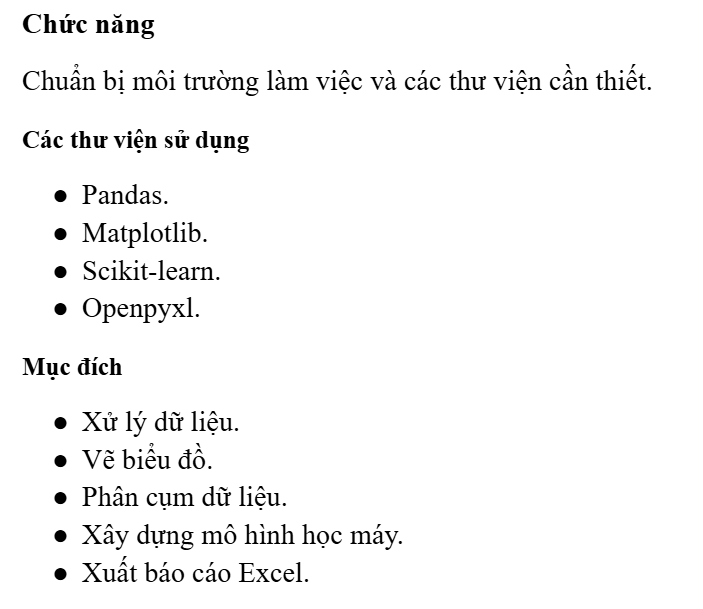 Chức năng
Chuẩn bị môi trường làm việc và các thư viện cần thiết.
Các thư viện sử dụng
● Pandas.
● Matplotlib.
● Scikit-learn.
● Openpyxl.
Mục đích
● Xử lý dữ liệu.
● Vẽ biểu đồ.
● Phân cụm dữ liệu.
● Xây dựng mô hình học máy.
● Xuất báo cáo Excel.